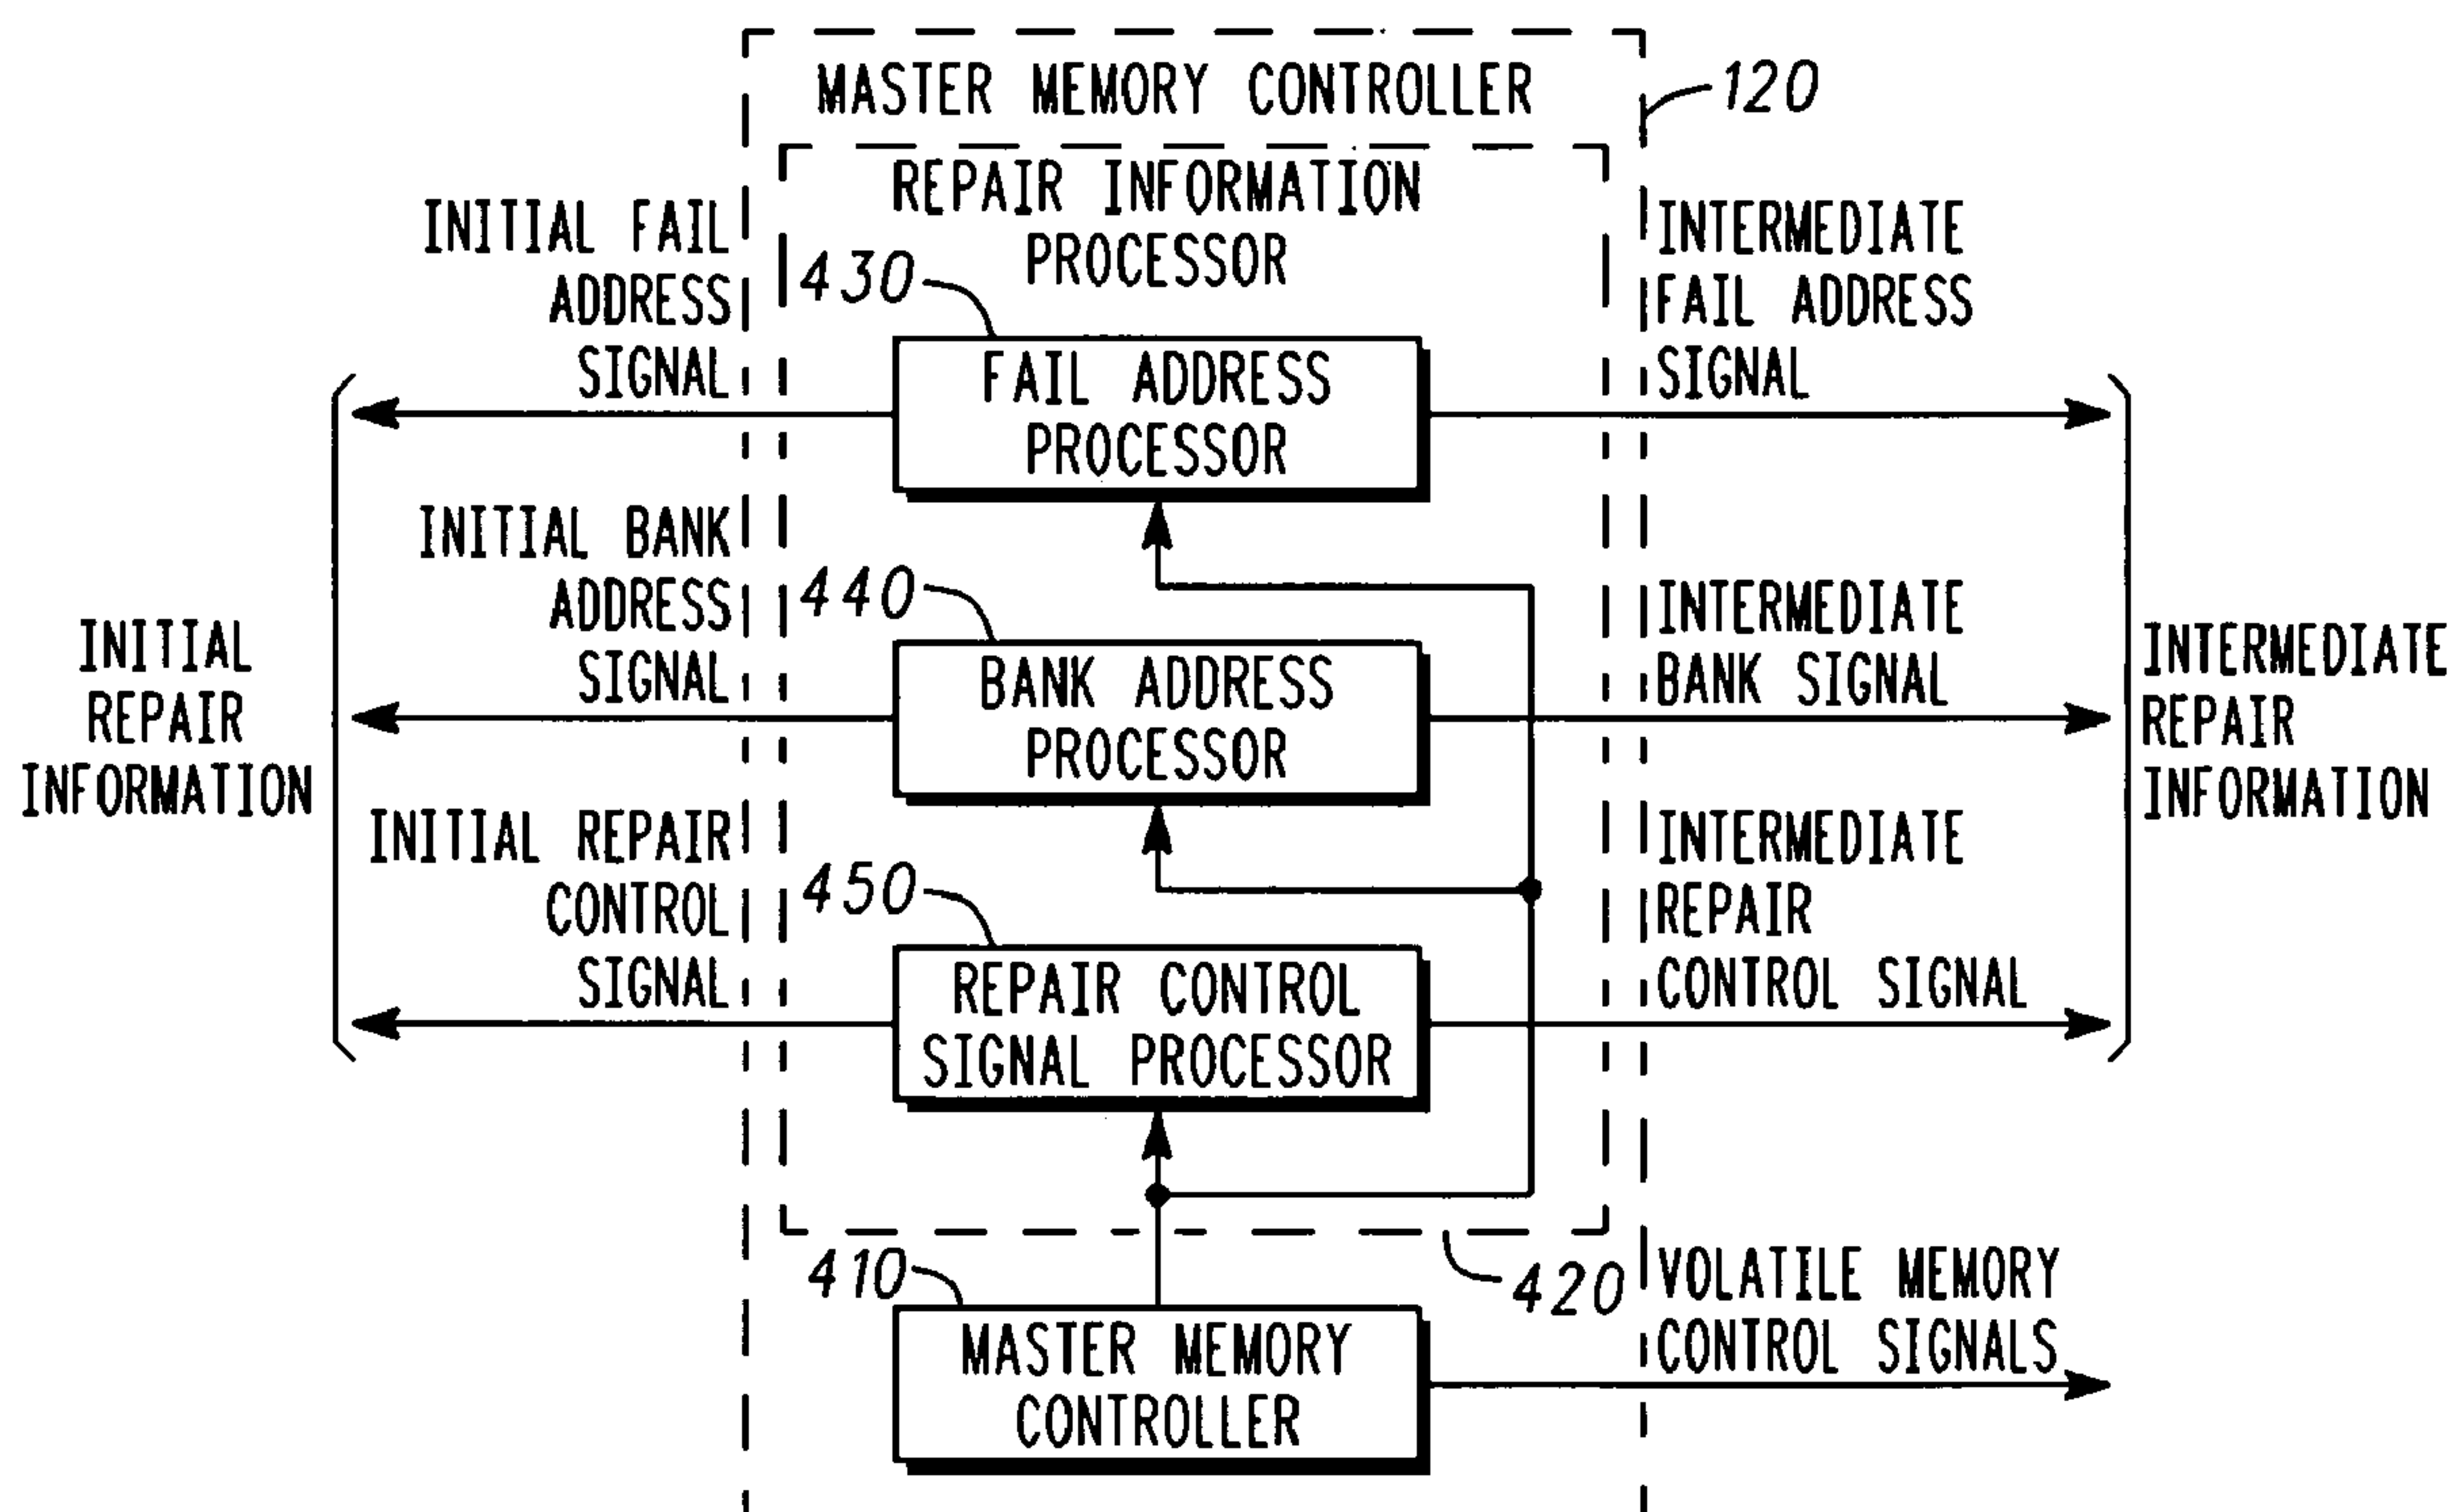 MASTER MEMORY CONTROLLER
120
REPAIR INFORMATION
PROCESSOR
INITIAL FAIL
ADDRESS
SIGNAL
430
FAIL ADDRESS
PROCESSOR
INTERMEDIATE
FAIL ADDRESS
SIGNAL
INITIAL BANK
ADDRESS
SIGNAL
440
BANK ADDRESS
PROCESSOR
INTERMEDIATE
BANK SIGNAL
INITIAL
REPAIR
INFORMATION
INTERMEDIATE
REPAIR
INFORMATION
INITIAL REPAIR
CONTROL
SIGNAL
450
REPAIR CONTROL
SIGNAL PROCESSOR
INTERMEDIATE
REPAIR
CONTROL SIGNAL
410
420
MASTER MEMORY
CONTROLLER
VOLATILE MEMORY
CONTROL SIGNALS